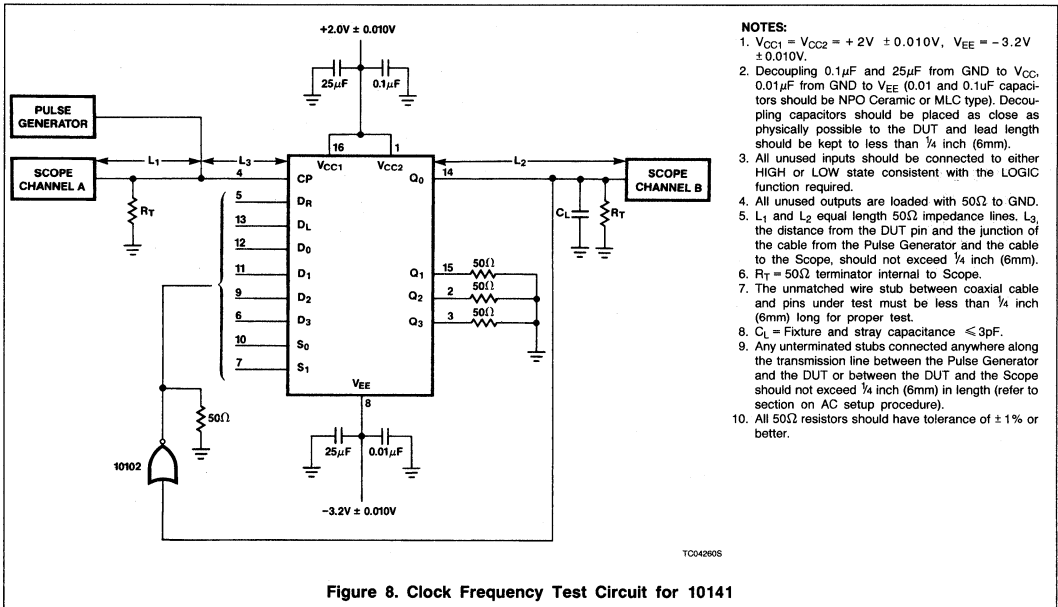 +2.0V ± 0.010V
25μF
0.1μF
PULSE
GENERATOR
L1
L3
L2
16
1
VCC1
VCC2
SCOPE
CHANNEL A
4
CP
Q0
14
SCOPE
CHANNEL B
RT
CL
RT
5
DR
13
DL
12
D0
11
D1
9
D2
6
D3
10
S0
7
S1
Q1
15
50Ω
Q2
2
50Ω
Q3
3
50Ω
VEE
8
50Ω
25μF
0.01μF
10102
−3.2V ± 0.010V
TC04260S
NOTES:
1. VCC1 = VCC2 = + 2V ± 0.010V, VEE = − 3.2V
± 0.010V.
2. Decoupling 0.1μF and 25μF from GND to VCC,
0.01μF from GND to VEE (0.01 and 0.1uF capaci-
tors should be NPO Ceramic or MLC type). Decou-
pling capacitors should be placed as close as
physically possible to the DUT and lead length
should be kept to less than ¼ inch (6mm).
3. All unused inputs should be connected to either
HIGH or LOW state consistent with the LOGIC
function required.
4. All unused outputs are loaded with 50Ω to GND.
5. L1 and L2 equal length 50Ω impedance lines. L3,
the distance from the DUT pin and the junction of
the cable from the Pulse Generator and the cable
to the Scope, should not exceed ¼ inch (6mm).
6. RT = 50Ω terminator internal to Scope.
7. The unmatched wire stub between coaxial cable
and pins under test must be less than ¼ inch
(6mm) long for proper test.
8. CL = Fixture and stray capacitance ⩽ 3pF.
9. Any unterminated stubs connected anywhere along
the transmission line between the Pulse Generator
and the DUT or between the DUT and the Scope
should not exceed ¼ inch (6mm) in length (refer to
section on AC setup procedure).
10. All 50Ω resistors should have tolerance of ± 1% or
better.
Figure 8. Clock Frequency Test Circuit for 10141